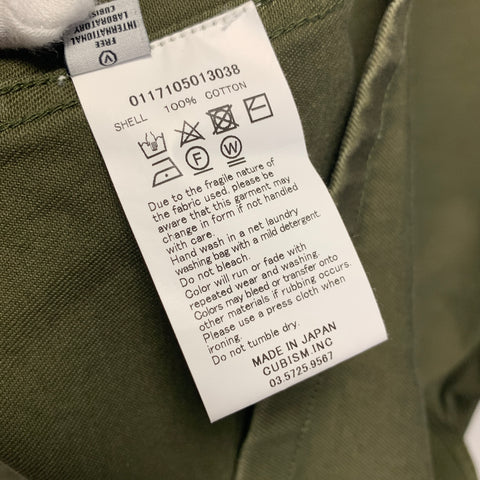 FREE
INTERNATIONAL
LABORATORY
V
0117105013038
SHELL 100% COTTON
F W
Due to the fragile nature of
the fabric used, please be
aware that this garment may
change in form if not handled
with care.
Hand wash in a net laundry
washing bag with a mild detergent.
Do not bleach.
Color will run or fade with
repeated wear and washing.
Colors may bleed or transfer onto
other materials if rubbing occurs.
Please use a press cloth when
ironing.
Do not tumble dry.
MADE IN JAPAN
CUBISM.INC
03.5725.9567